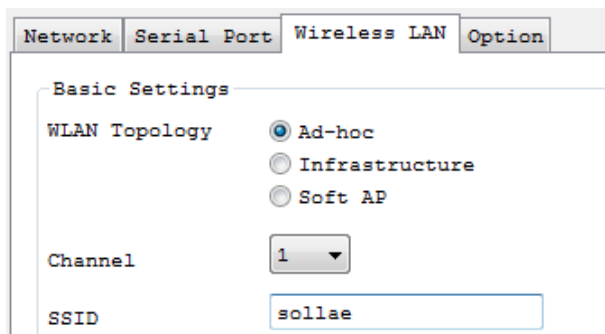 Network Serial Port Wireless LAN Option
Basic Settings
WLAN Topology Ad-hoc
Infrastructure
Soft AP
Channel 1
SSID sollae